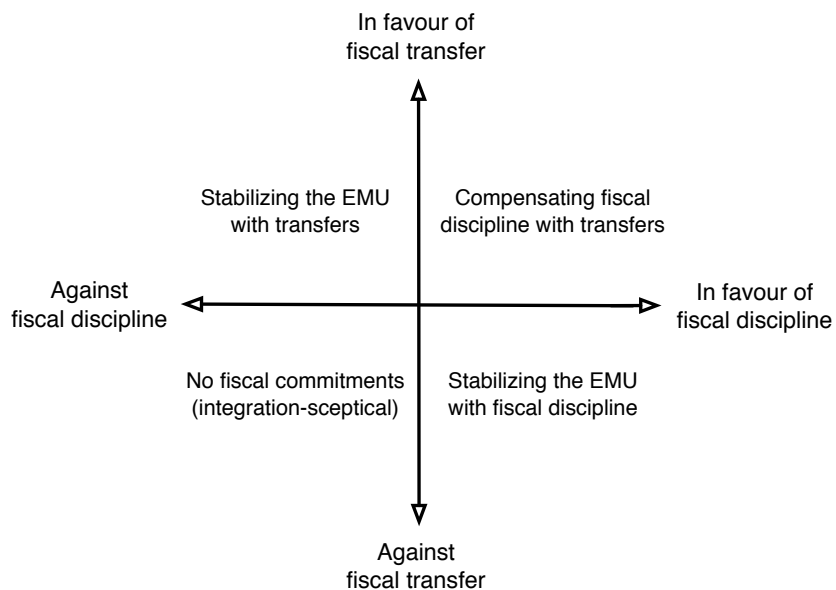 In favour of
fiscal transfer
Stabilizing the EMU
with transfers
Compensating fiscal
discipline with transfers
Against
fiscal discipline
In favour of
fiscal discipline
No fiscal commitments
(integration-sceptical)
Stabilizing the EMU
with fiscal discipline
Against
fiscal transfer